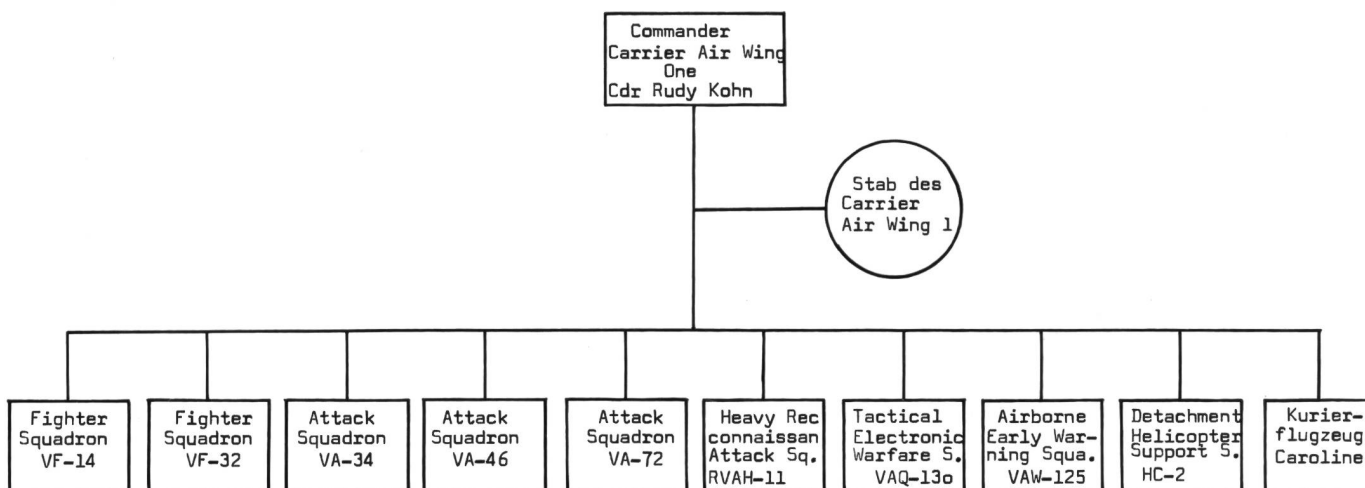 Commander
Carrier Air Wing
One
Cdr Rudy Kohn
Stab des
Carrier
Air Wing 1
Fighter
Squadron
VF-14
Fighter
Squadron
VF-32
Attack
Squadron
VA-34
Attack
Squadron
VA-46
Attack
Squadron
VA-72
Heavy Rec
connaissan
Attack Sq.
RVAH-11
Tactical
Electronic
Warfare S.
VAQ-13o
Airborne
Early War-
ning Squa.
VAW-125
Detachment
Helicopter
Support S.
HC-2
Kurier-
flugzeug
Caroline